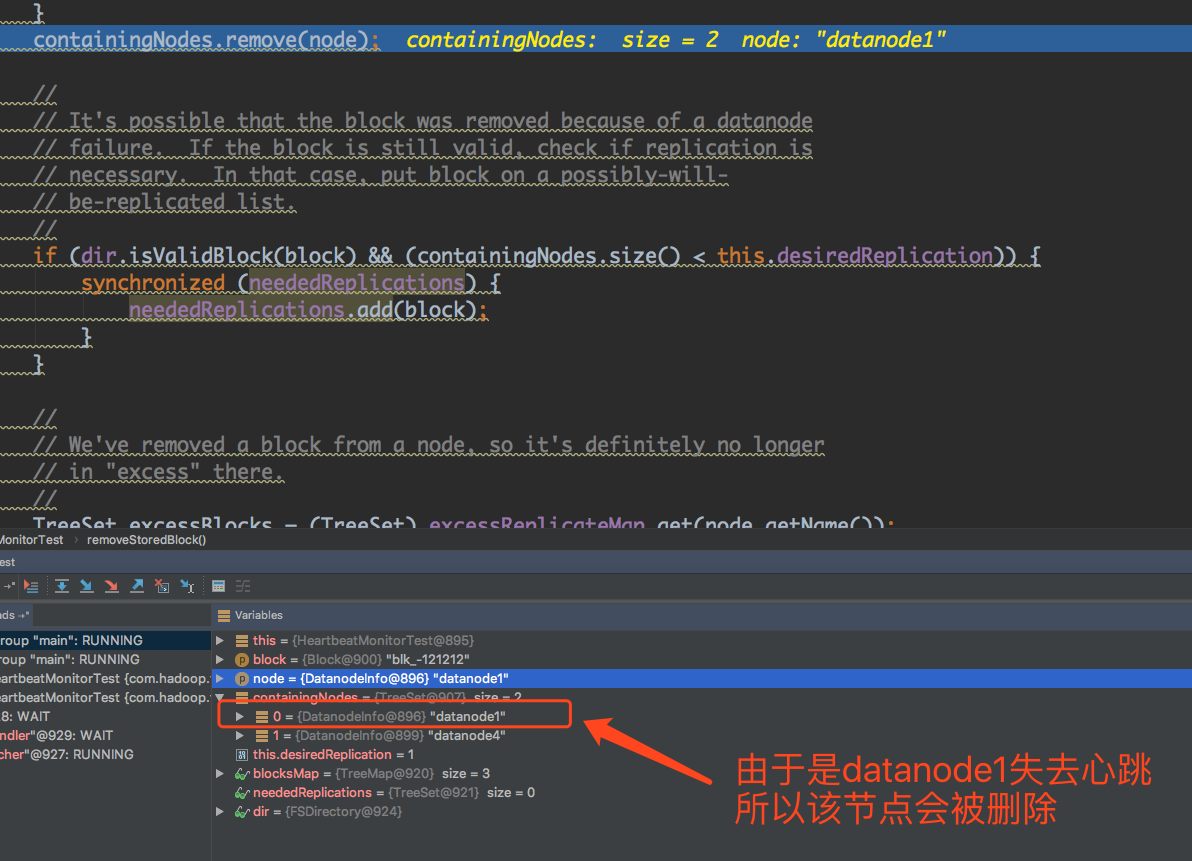 }
containingNodes.remove(node); containingNodes: size = 2 node: "datanode1"
//
// It's possible that the block was removed because of a datanode
// failure. If the block is still valid, check if replication is
// necessary. In that case, put block on a possibly-will-
// be-replicated list.
//
if (dir.isValidBlock(block) && (containingNodes.size() < this.desiredReplication)) {
synchronized (neededReplications) {
neededReplications.add(block);
}
}
//
// We've removed a block from a node, so it's definitely no longer
// in "excess" there.
//
TreeSet excessBlocks = (TreeSet) excessReplicateMap.get(node.getName());
MonitorTest › removeStoredBlock()
est
ads
Variables
roup "main": RUNNING
this = {HeartbeatMonitorTest@895}
roup "main": RUNNING
block = {Block@900} "blk_-121212"
eartbeatMonitorTest {com.hadoop.
node = {DatanodeInfo@896} "datanode1"
eartbeatMonitorTest {com.hadoop.
containingNodes = {TreeSet@907} size = 2
28: WAIT
0 = {DatanodeInfo@896} "datanode1"
ndler"@929: WAIT
1 = {DatanodeInfo@899} "datanode4"
cher"@927: RUNNING
this.desiredReplication = 1
blocksMap = {TreeMap@920} size = 3
neededReplications = {TreeSet@921} size = 0
dir = {FSDirectory@924}
由于是datanode1失去心跳
所以该节点会被删除